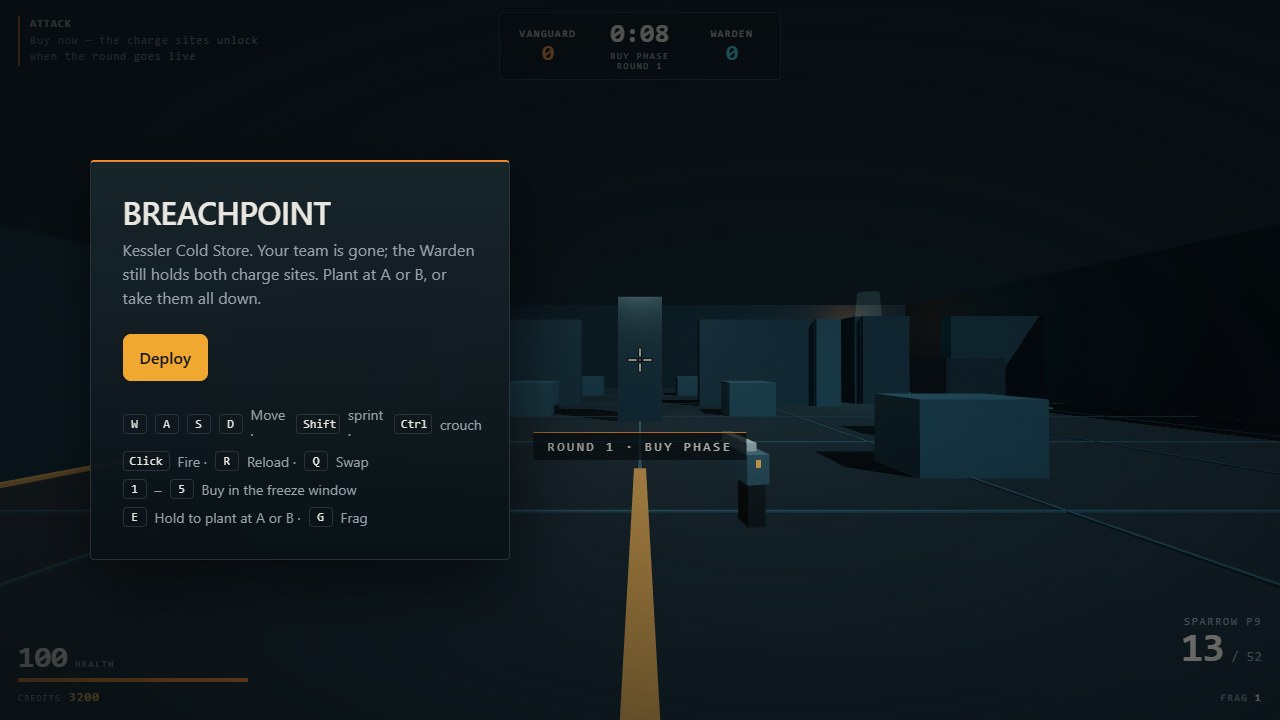 ATTACK
Buy now — the charge sites unlock
when the round goes live
VANGUARD
0
0:08
BUY PHASE
ROUND 1
WARDEN
0
BREACHPOINT
Kessler Cold Store. Your team is gone; the Warden
still holds both charge sites. Plant at A or B, or
take them all down.
Deploy
W A S D Move · Shift sprint · Ctrl crouch
Click Fire · R Reload · Q Swap
1 – 5 Buy in the freeze window
E Hold to plant at A or B · G Frag
ROUND 1 · BUY PHASE
100 HEALTH
CREDITS 3200
SPARROW P9
13 / 52
FRAG 1